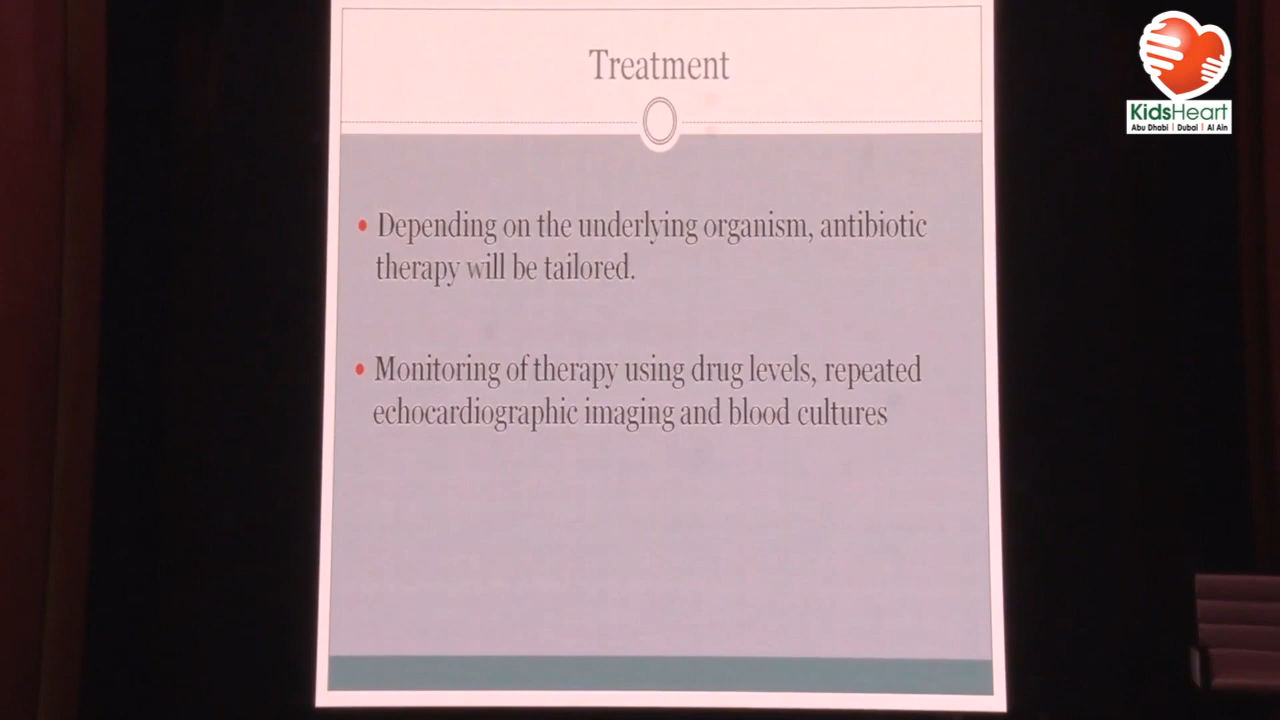 Treatment
• Depending on the underlying organism, antibiotic
therapy will be tailored.
• Monitoring of therapy using drug levels, repeated
echocardiographic imaging and blood cultures
KidsHeart
Abu Dhabi | Dubai | Al Ain